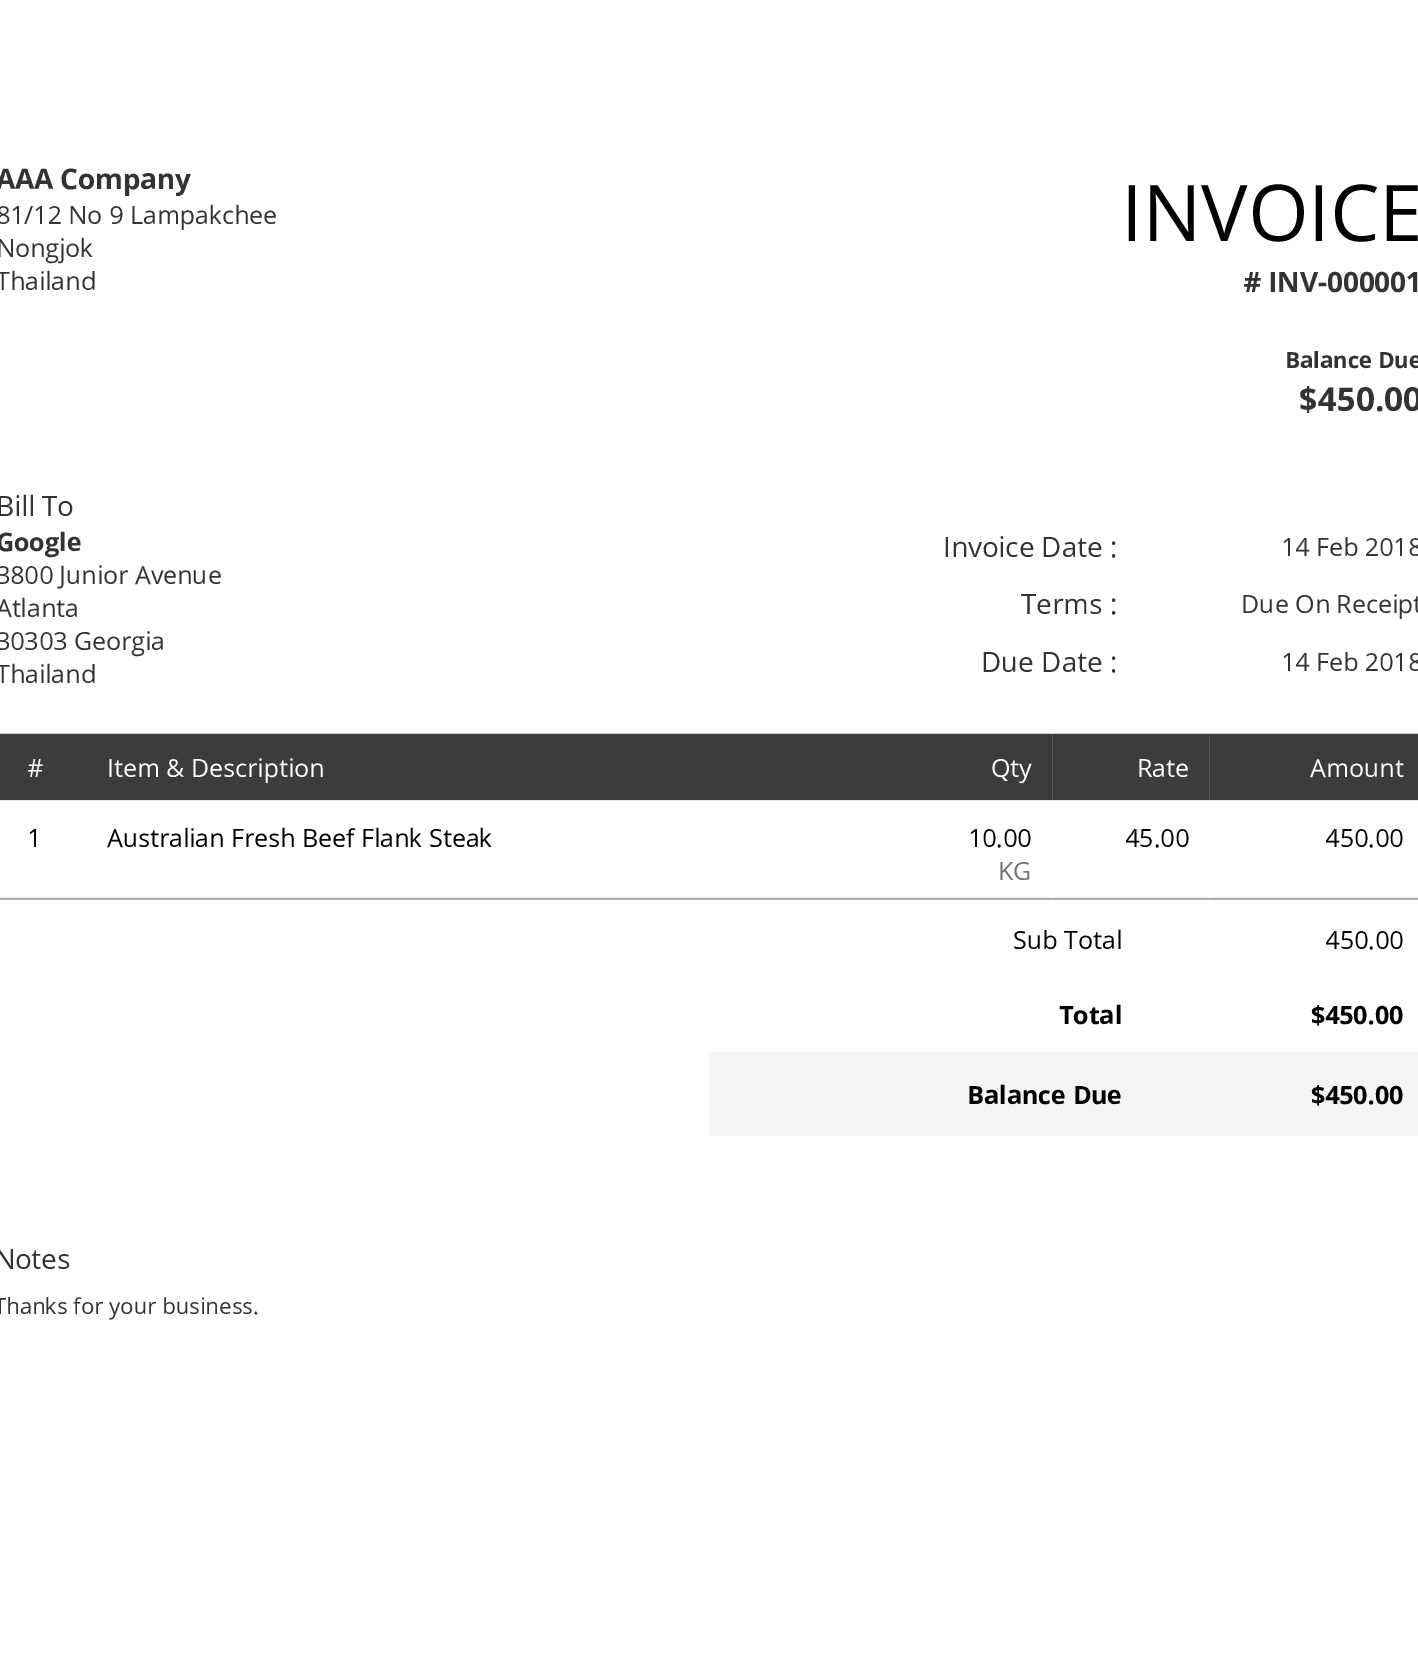 AAA Company
81/12 No 9 Lampakchee
Nongjok
Thailand
INVOICE
# INV-000001
Balance Due
$450.00
Bill To
Google
3800 Junior Avenue
Atlanta
30303 Georgia
Thailand
Invoice Date : 14 Feb 2018
Terms : Due On Receipt
Due Date : 14 Feb 2018
# Item & Description Qty Rate Amount
1 Australian Fresh Beef Flank Steak 10.00 45.00 450.00
KG
Sub Total 450.00
Total $450.00
Balance Due $450.00
Notes
Thanks for your business.